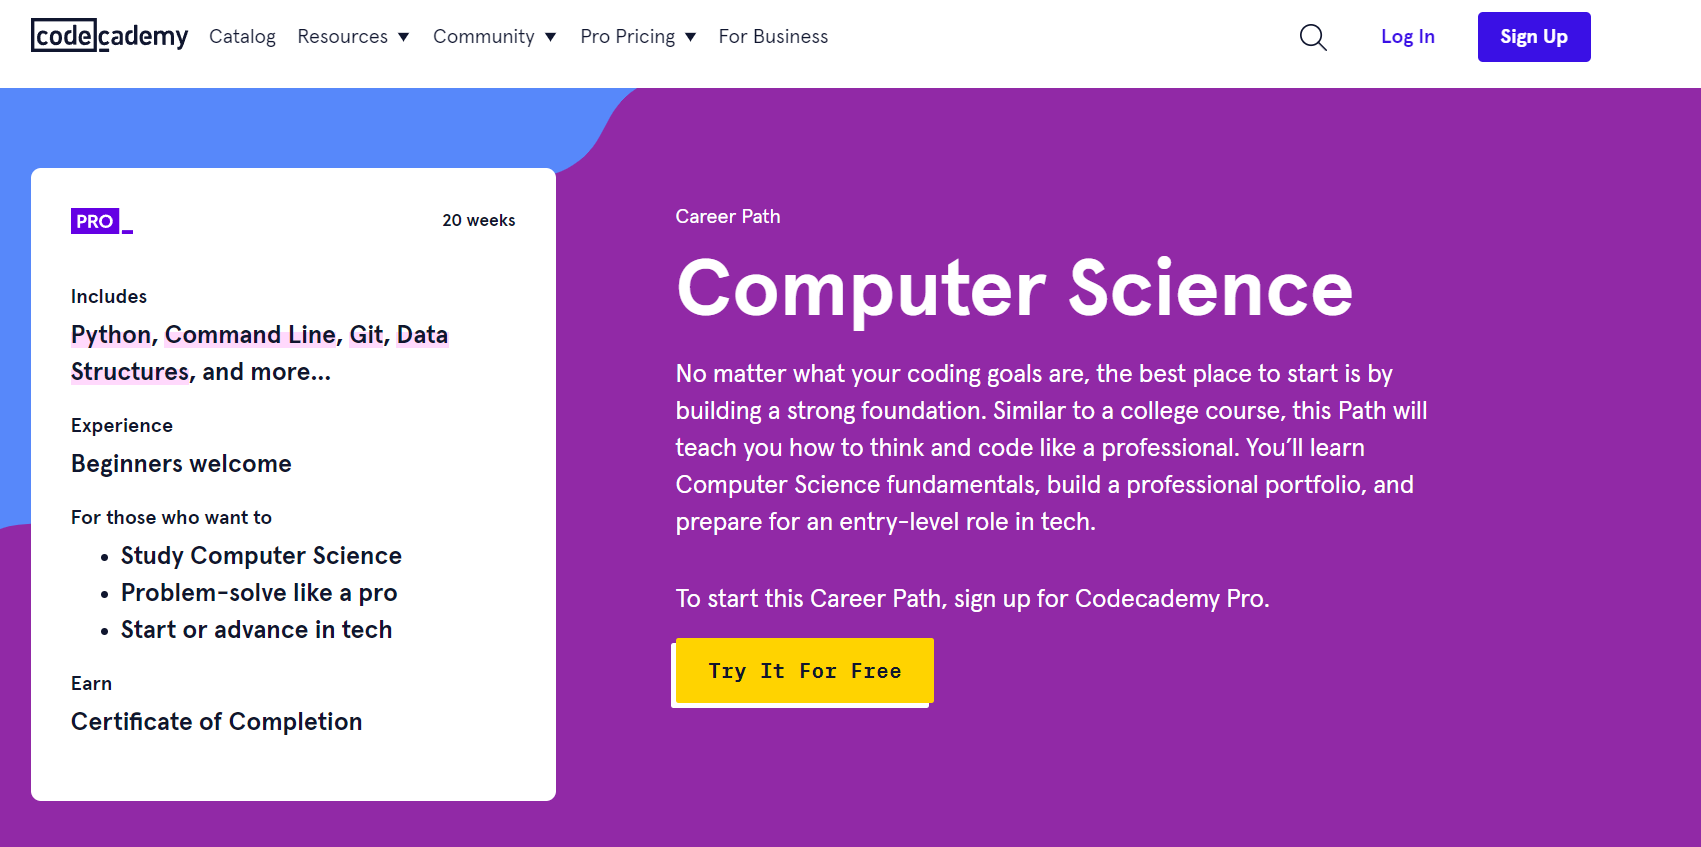 codecademy Catalog Resources Community Pro Pricing For Business Log In Sign Up
PRO_ 20 weeks
Includes
Python, Command Line, Git, Data
Structures, and more...
Experience
Beginners welcome
For those who want to
• Study Computer Science
• Problem-solve like a pro
• Start or advance in tech
Earn
Certificate of Completion
Career Path
Computer Science
No matter what your coding goals are, the best place to start is by
building a strong foundation. Similar to a college course, this Path will
teach you how to think and code like a professional. You’ll learn
Computer Science fundamentals, build a professional portfolio, and
prepare for an entry-level role in tech.
To start this Career Path, sign up for Codecademy Pro.
Try It For Free